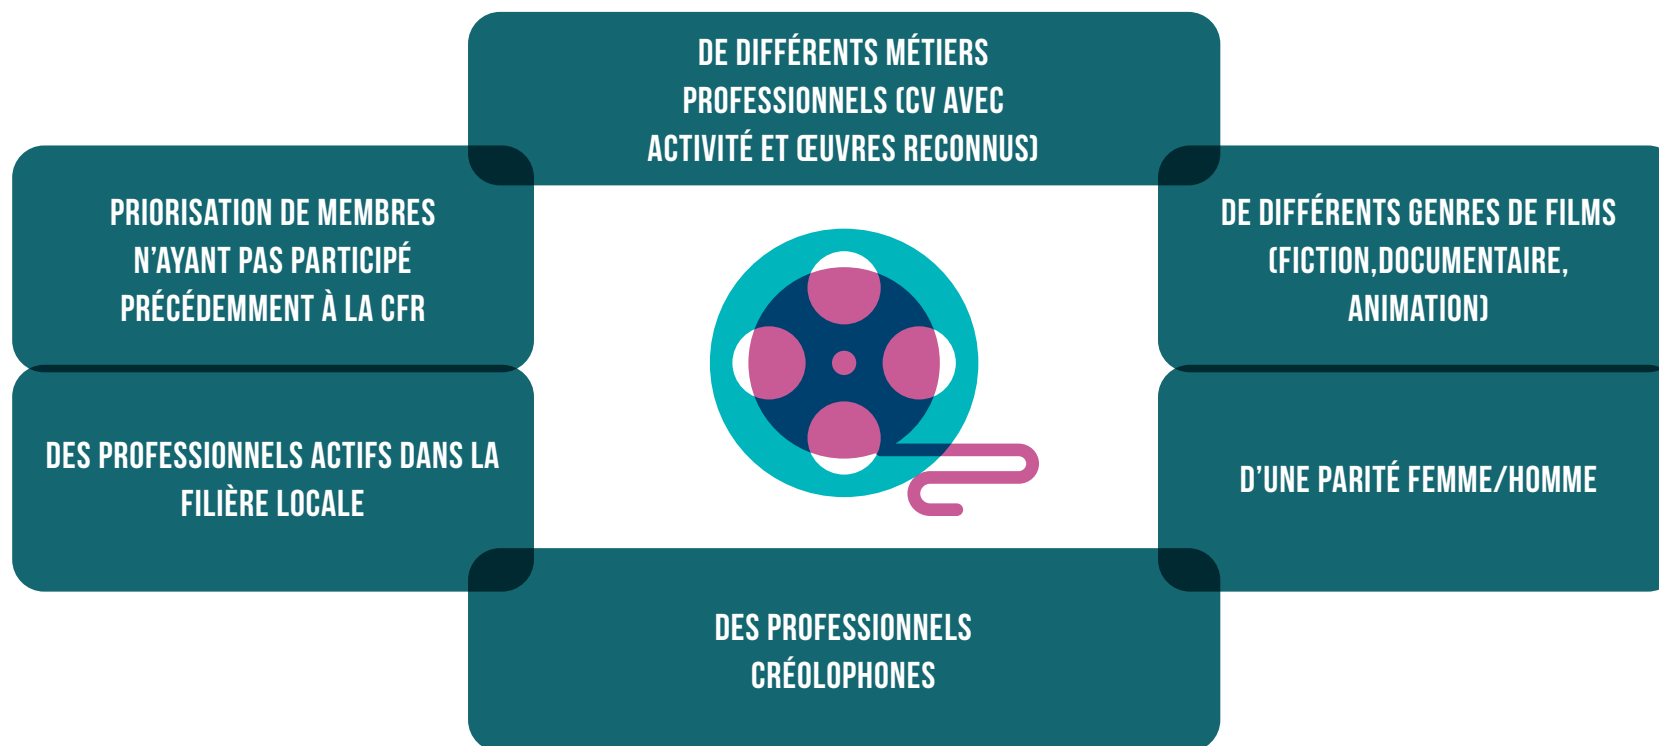 DE DIFFÉRENTS MÉTIERS
PROFESSIONNELS (CV AVEC
ACTIVITÉ ET ŒUVRES RECONNUS)
PRIORISATION DE MEMBRES
N'AYANT PAS PARTICIPÉ
PRÉCÉDEMMENT À LA CFR
DE DIFFÉRENTS GENRES DE FILMS
(FICTION,DOCUMENTAIRE,
ANIMATION)
DES PROFESSIONNELS ACTIFS DANS LA
FILIÈRE LOCALE
D'UNE PARITÉ FEMME/HOMME
DES PROFESSIONNELS
CRÉOLOPHONES